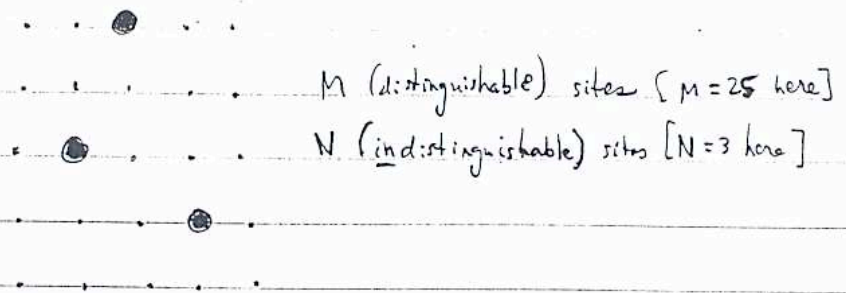 M (distinguishable) sites [M=25 here]
N (indistinguishable) sites [N=3 here]